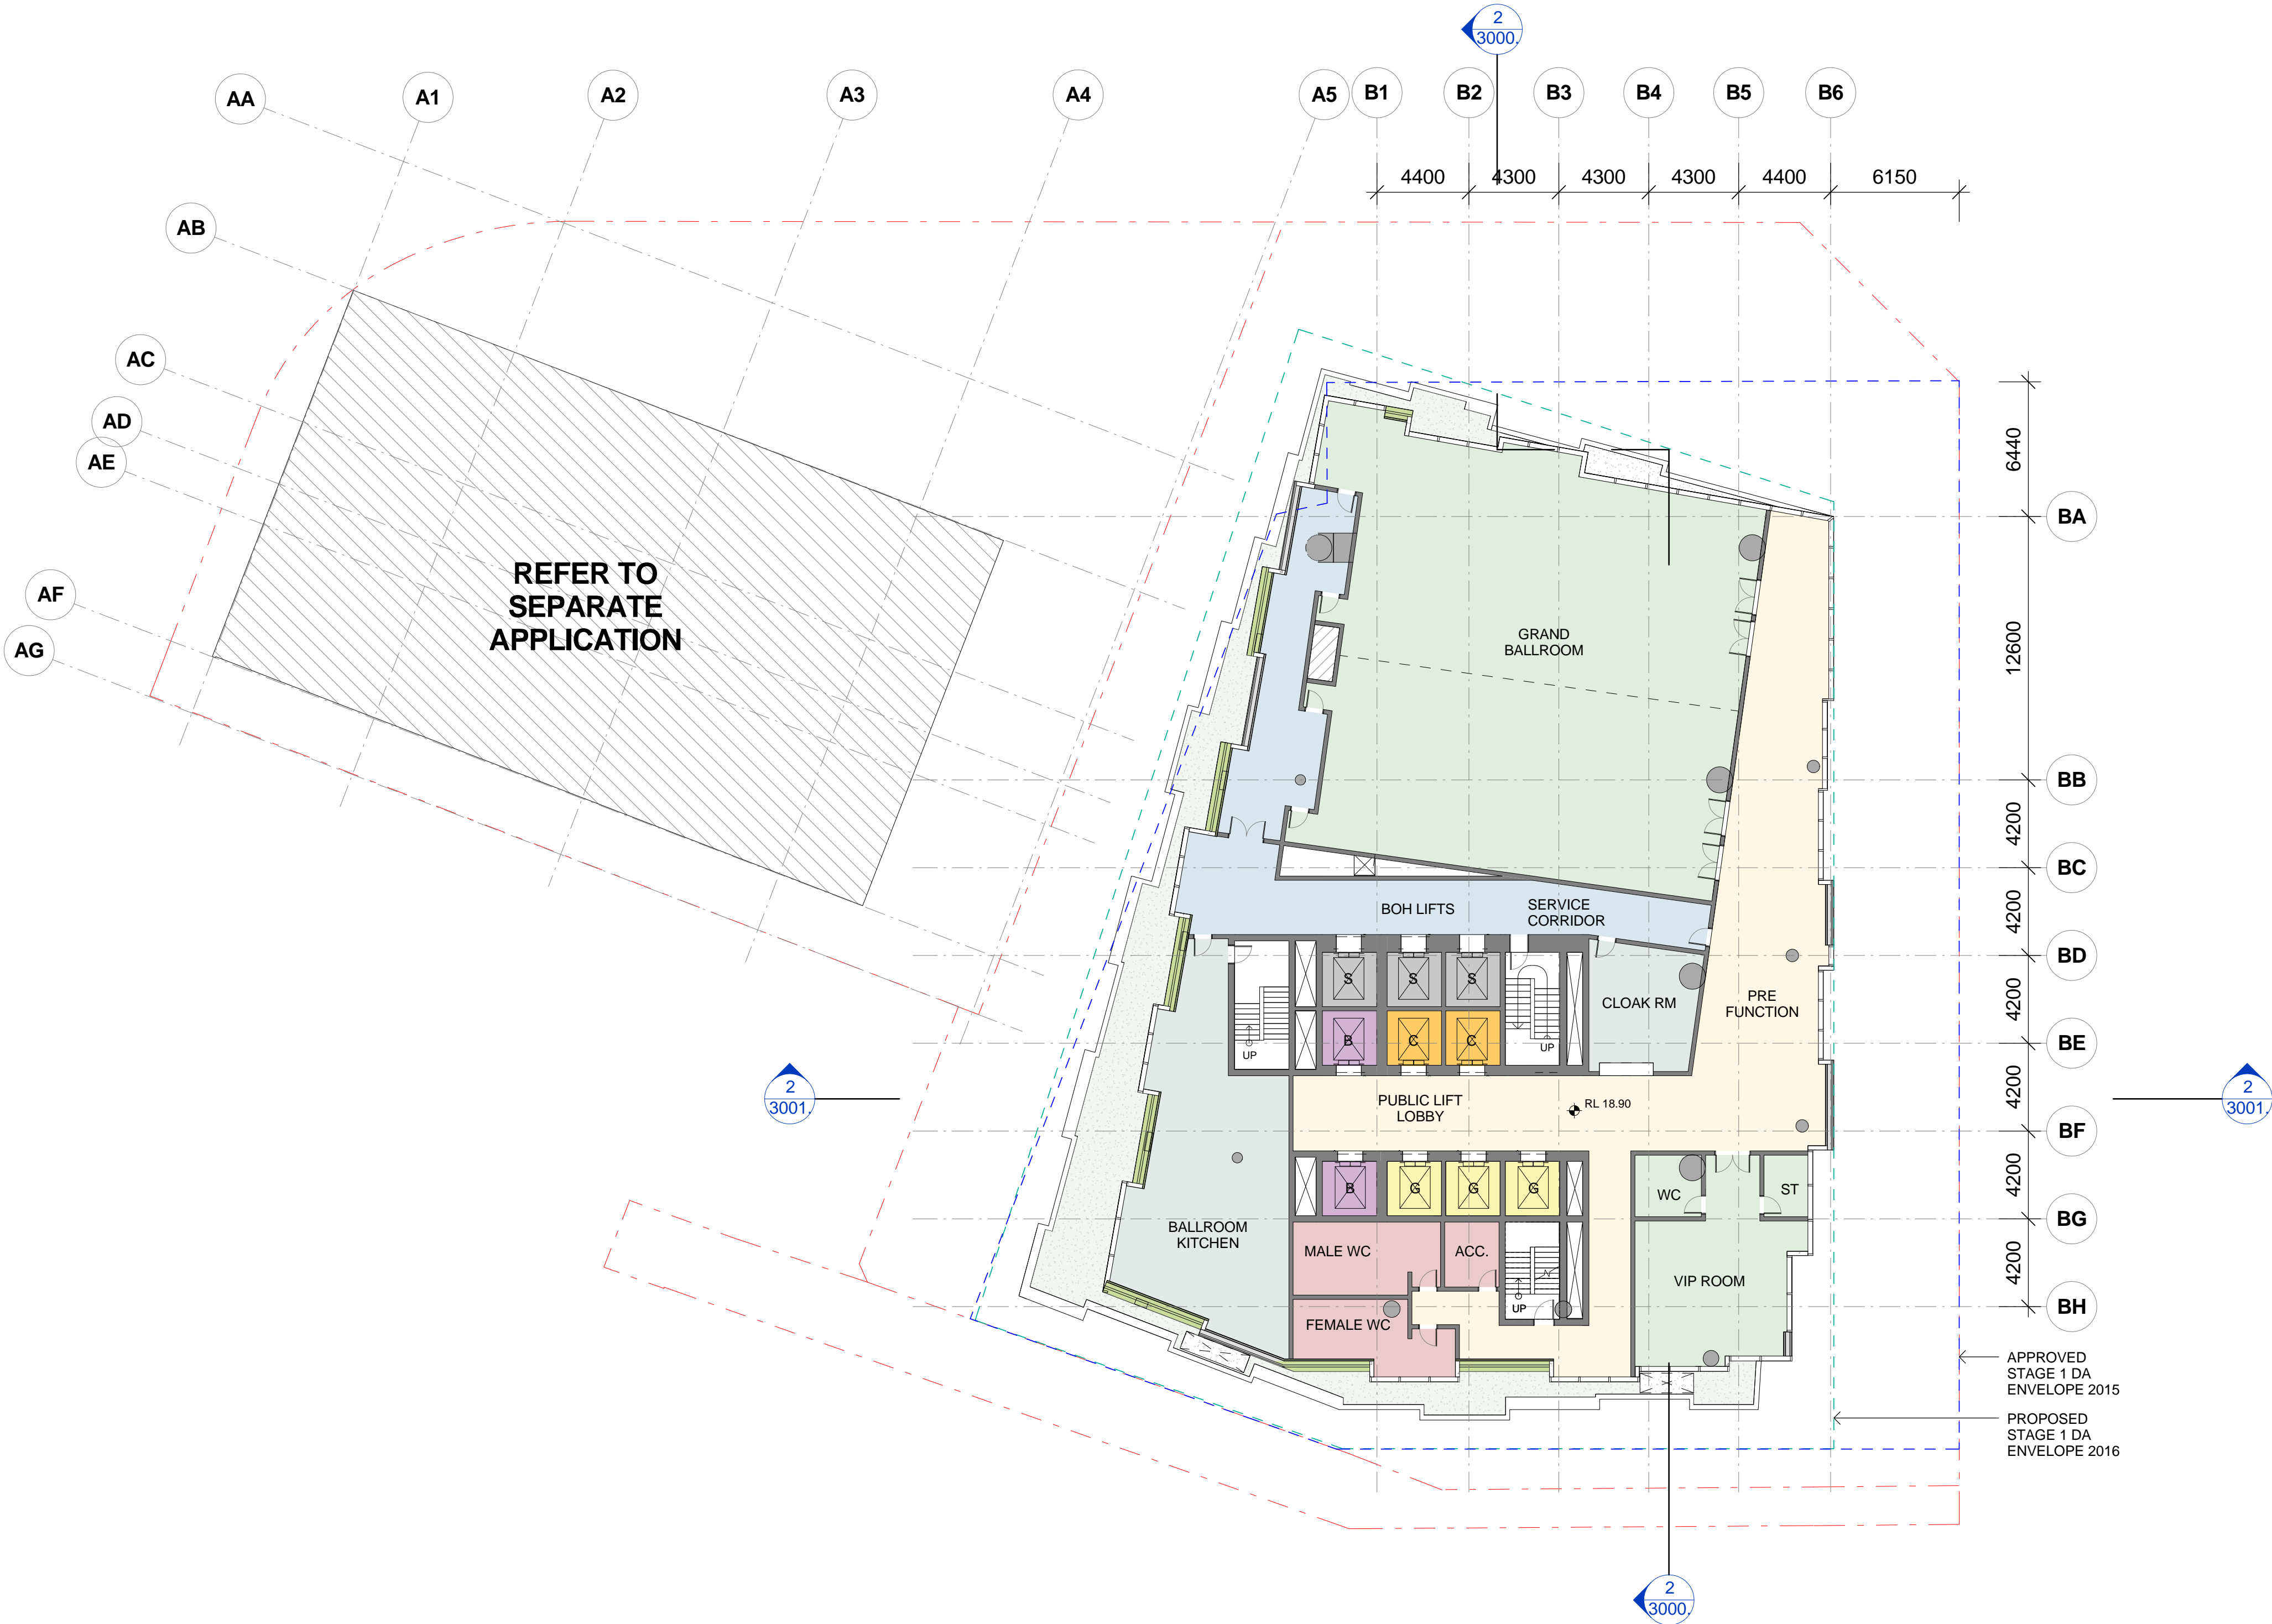 2
3000.
AA
A1
A2
A3
A4
A5
B1
B2
B3
B4
B5
B6
4400
4300
4300
4300
4400
6150
AB
AC
AD
AE
AF
AG
REFER TO
SEPARATE
APPLICATION
6440
BA
12600
GRAND
BALLROOM
BB
4200
BC
4200
BOH LIFTS
SERVICE
CORRIDOR
BD
S
S
S
CLOAK RM
PRE
FUNCTION
4200
B
C
C
UP
UP
BE
2
3001.
PUBLIC LIFT
LOBBY
RL 18.90
4200
2
3001.
BF
B
G
G
G
WC
ST
4200
BALLROOM
KITCHEN
BG
MALE WC
ACC.
VIP ROOM
4200
UP
FEMALE WC
BH
APPROVED
STAGE 1 DA
ENVELOPE 2015
PROPOSED
STAGE 1 DA
ENVELOPE 2016
2
3000.